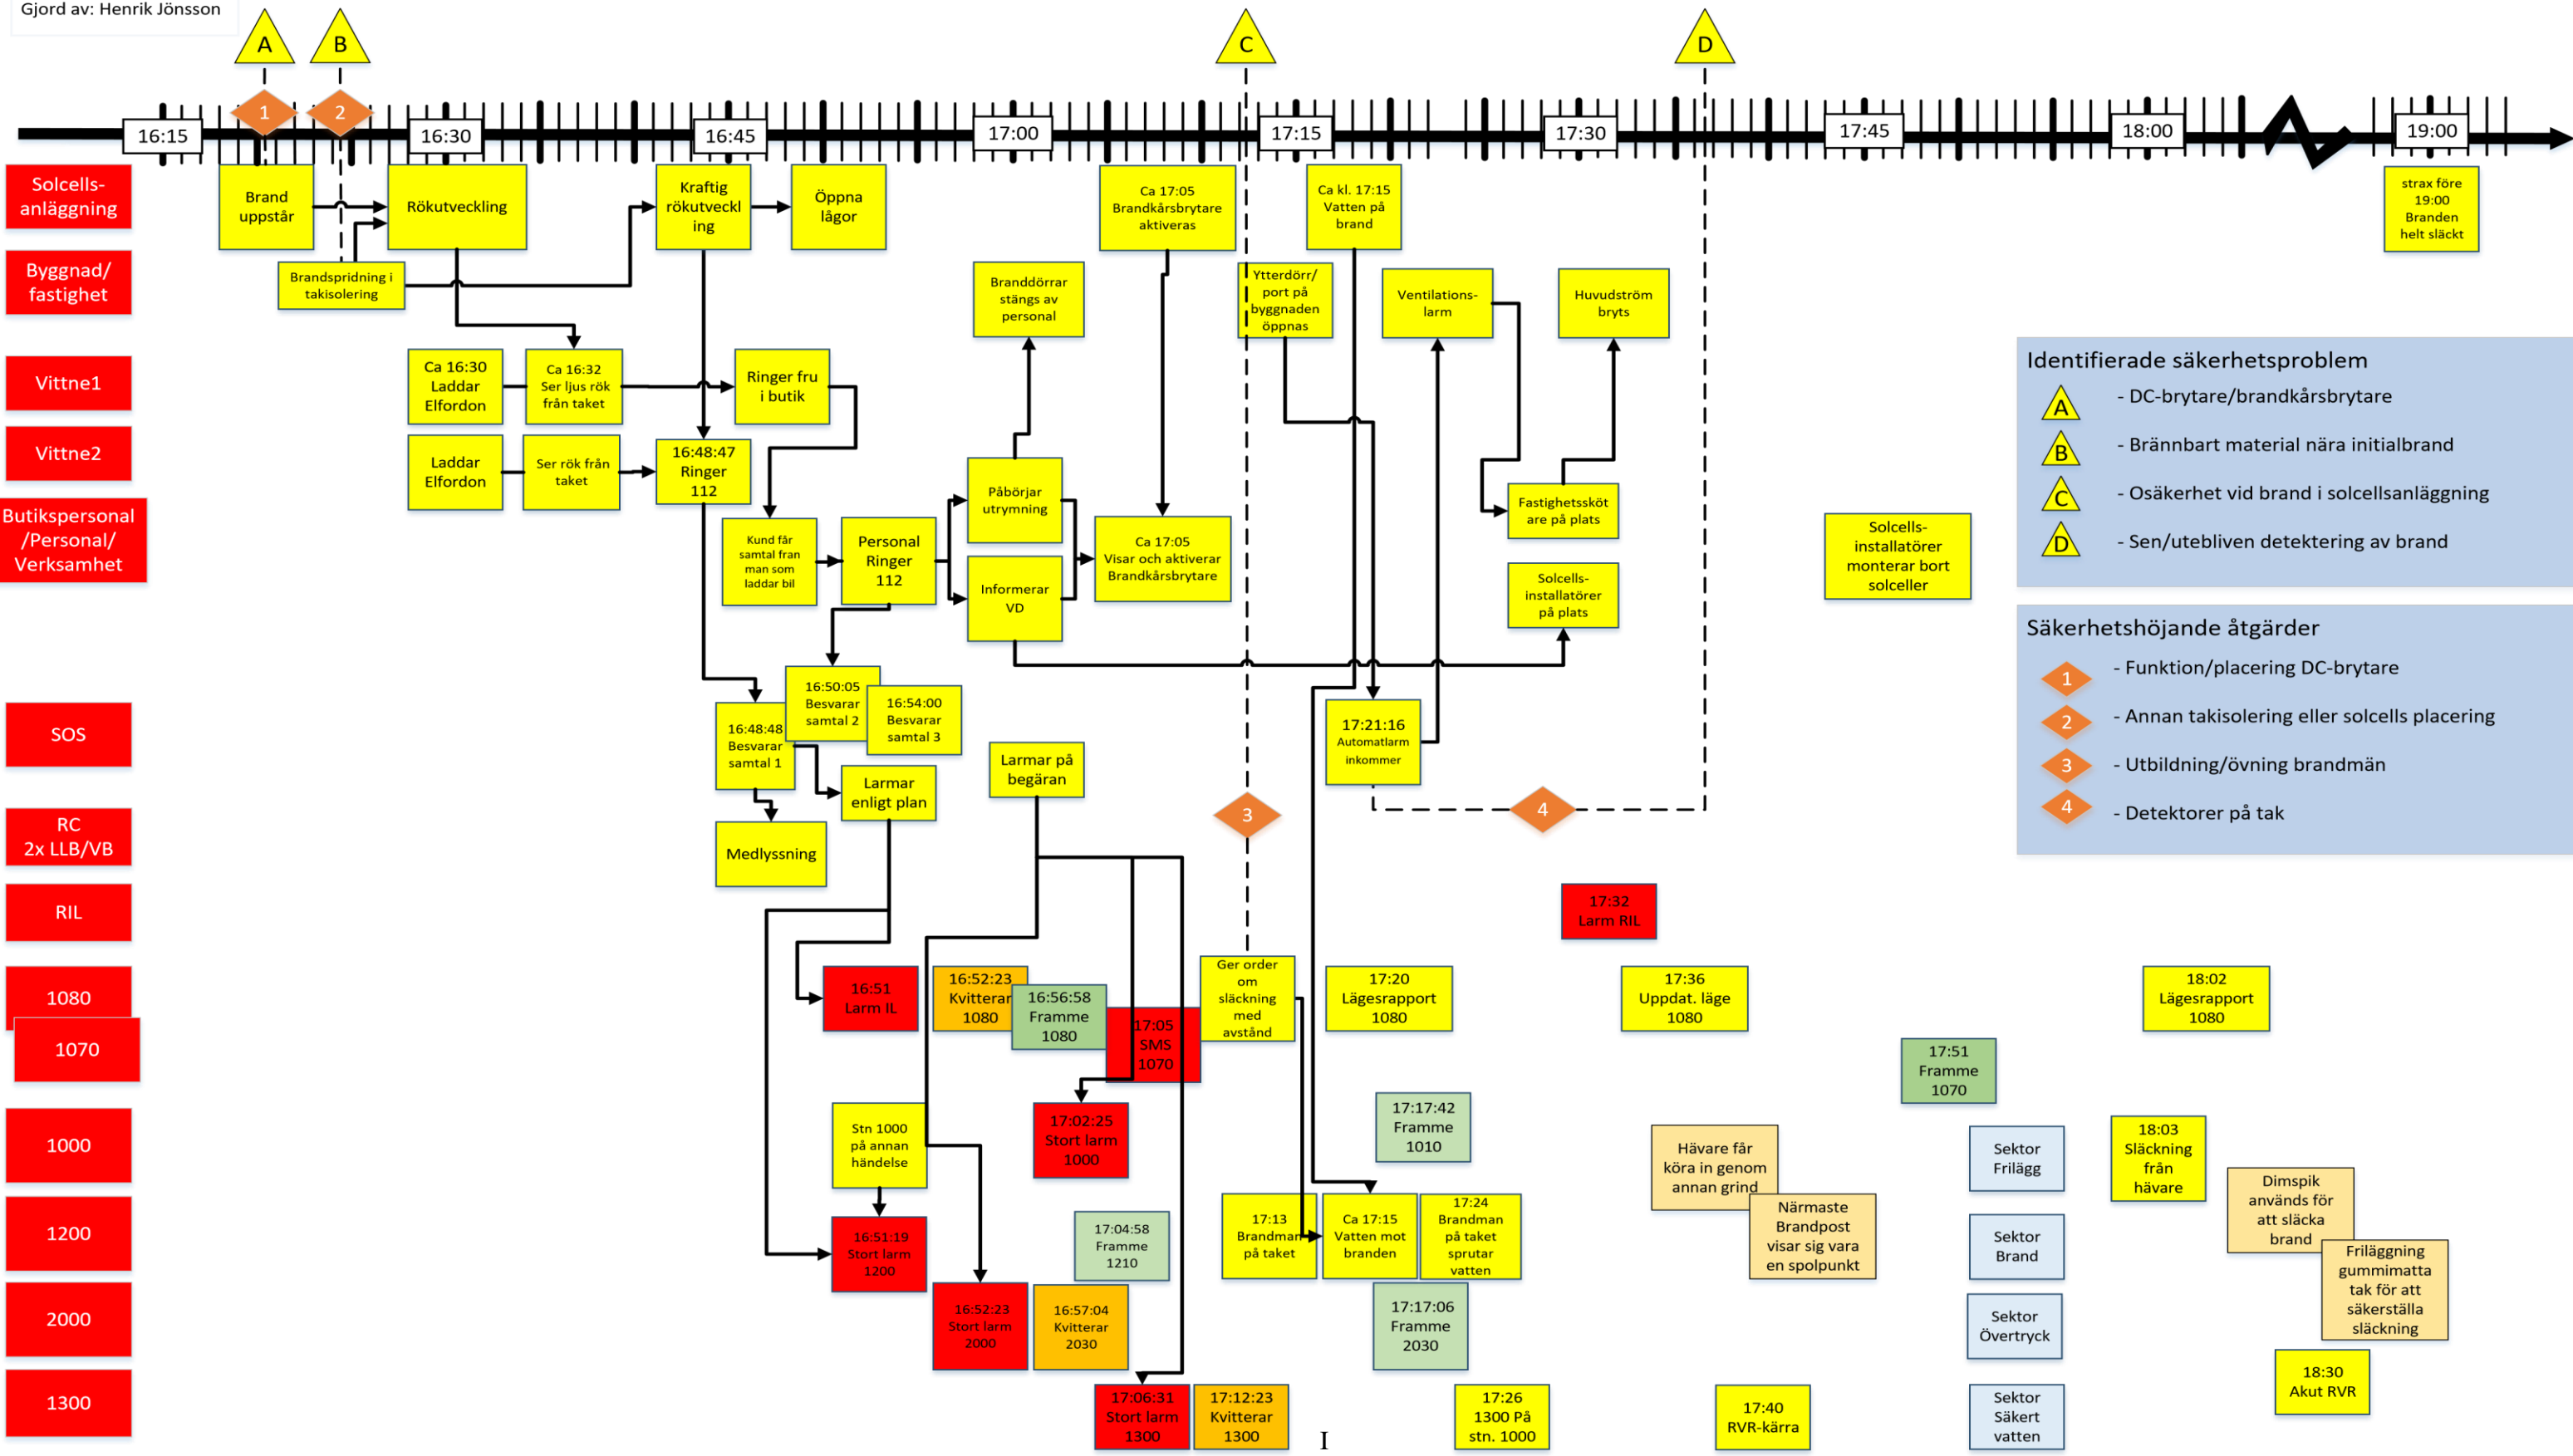 Gjord av: Henrik Jönsson
A
B
C
D
1
2
16:15
16:30
16:45
17:00
17:15
17:30
17:45
18:00
19:00
Solcells-
anläggning
Brand
uppstår
Rökutveckling
Kraftig
rökutveckl
ing
Öppna
lågor
Ca 17:05
Brandkårsbrytare
aktiveras
Ca kl. 17:15
Vatten på
brand
strax före
19:00
Branden
helt släckt
Byggnad/
fastighet
Brandspridning i
takisolering
Branddörrar
stängs av
personal
Ytterdörr/
port på
byggnaden
öppnas
Ventilations-
larm
Huvudström
bryts
Vittne1
Ca 16:30
Laddar
Elfordon
Ca 16:32
Ser ljus rök
från taket
Ringer fru
i butik
Vittne2
Laddar
Elfordon
Ser rök från
taket
16:48:47
Ringer
112
Butikspersonal
/Personal/
Verksamhet
Kund får
samtal fran
man som
laddar bil
Personal
Ringer
112
Påbörjar
utrymning
Informerar
VD
Ca 17:05
Visar och aktiverar
Brandkårsbrytare
Fastighetssköt
are på plats
Solcells-
installatörer
på plats
Solcells-
installatörer
monterar bort
solceller
Identifierade säkerhetsproblem
A - DC-brytare/brandkårsbrytare
B - Brännbart material nära initialbrand
C - Osäkerhet vid brand i solcellsanläggning
D - Sen/utebliven detektering av brand
Säkerhetshöjande åtgärder
1 - Funktion/placering DC-brytare
2 - Annan takisolering eller solcells placering
3 - Utbildning/övning brandmän
4 - Detektorer på tak
SOS
16:48:48
Besvarar
samtal 1
16:50:05
Besvarar
samtal 2
16:54:00
Besvarar
samtal 3
Larmar
enligt plan
Larmar på
begäran
17:21:16
Automatlarm
inkommer
RC
2x LLB/VB
Medlyssning
3
4
RIL
17:32
Larm RIL
1080
16:51
Larm IL
16:52:23
Kvitterar
1080
16:56:58
Framme
1080
17:05
SMS
1070
Ger order
om
släckning
med
avstånd
17:20
Lägesrapport
1080
17:36
Uppdat. läge
1080
18:02
Lägesrapport
1080
1070
17:51
Framme
1070
1000
Stn 1000
på annan
händelse
17:02:25
Stort larm
1000
17:17:42
Framme
1010
Hävare får
köra in genom
annan grind
Sektor
Frilägg
18:03
Släckning
från
hävare
Dimspik
används för
att släcka
brand
1200
16:51:19
Stort larm
1200
17:04:58
Framme
1210
17:13
Brandman
på taket
Ca 17:15
Vatten mot
branden
17:24
Brandman
på taket
sprutar
vatten
Närmaste
Brandpost
visar sig vara
en spolpunkt
Sektor
Brand
Friläggning
gummimatta
tak för att
säkerställa
släckning
2000
16:52:23
Stort larm
2000
16:57:04
Kvitterar
2030
17:17:06
Framme
2030
Sektor
Övertryck
1300
17:06:31
Stort larm
1300
17:12:23
Kvitterar
1300
I
17:26
1300 På
stn. 1000
17:40
RVR-kärra
Sektor
Säkert
vatten
18:30
Akut RVR